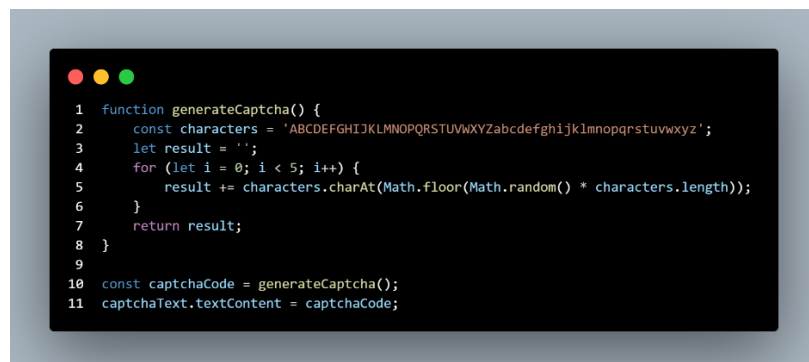 1 function generateCaptcha() {
2     const characters = 'ABCDEFGHIJKLMNOPQRSTUVWXYZabcdefghijklmnopqrstuvwxyz';
3     let result = '';
4     for (let i = 0; i < 5; i++) {
5         result += characters.charAt(Math.floor(Math.random() * characters.length));
6     }
7     return result;
8 }
9
10 const captchaCode = generateCaptcha();
11 captchaText.textContent = captchaCode;